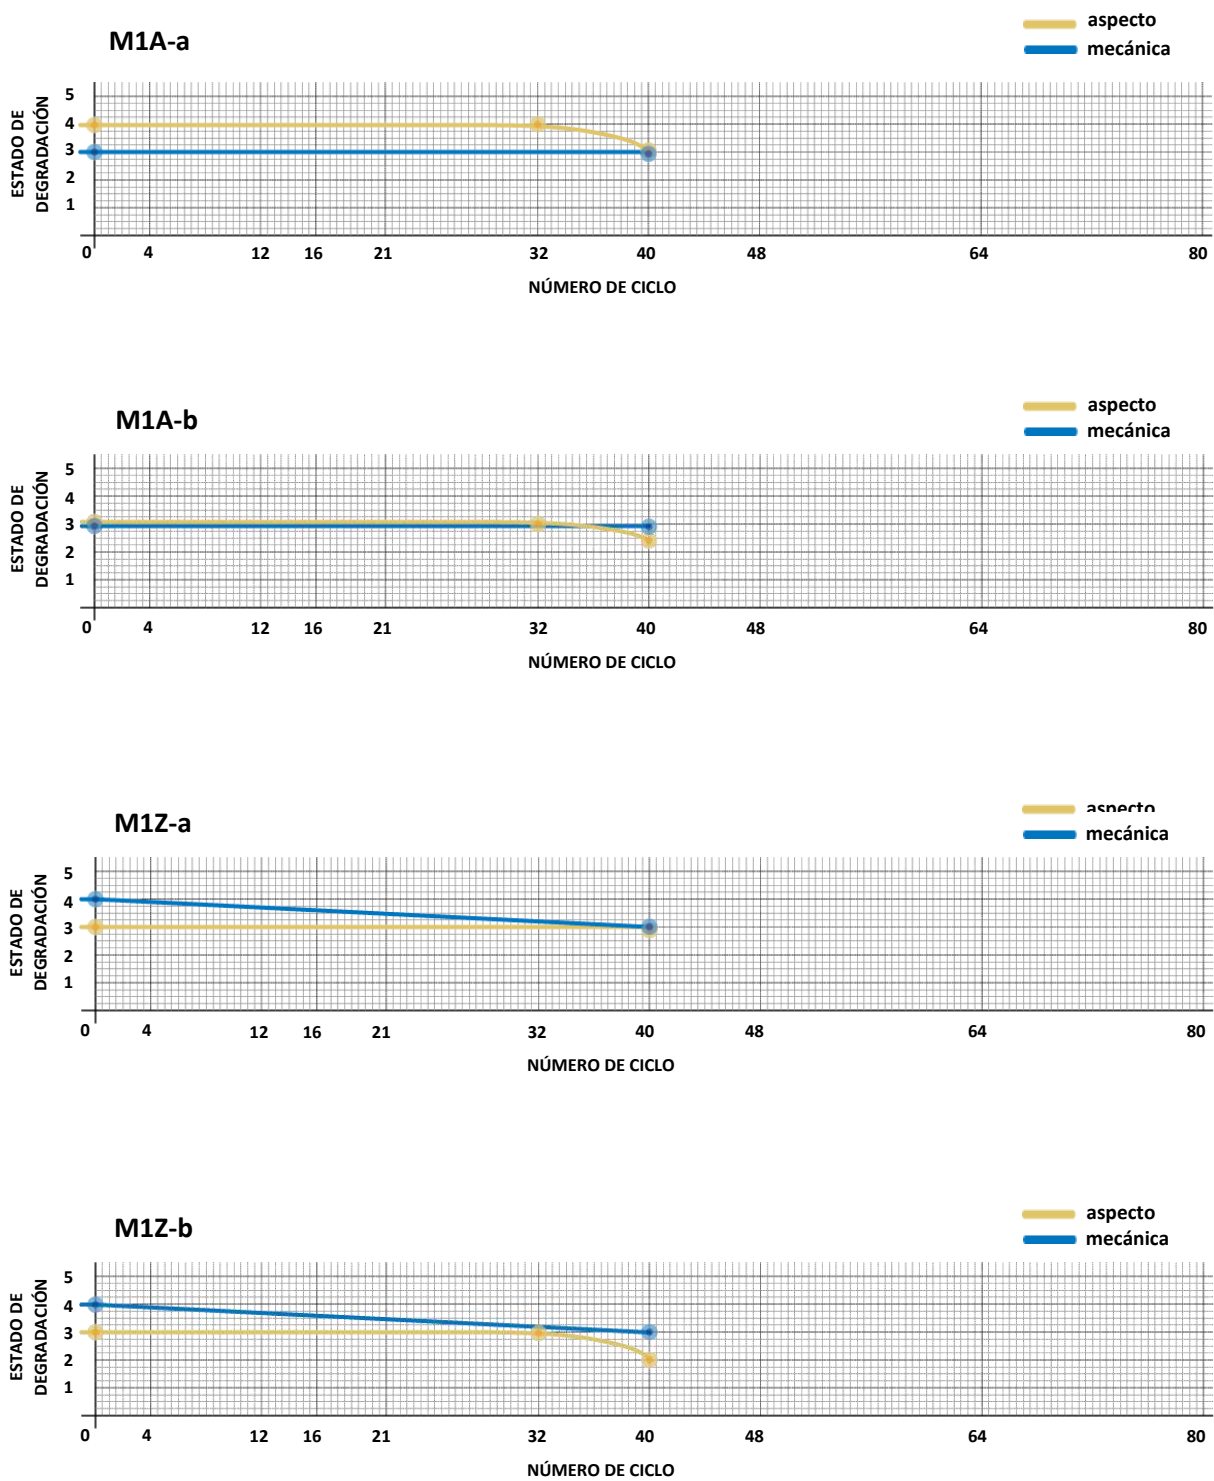 M1A-a
aspecto
mecánica
ESTADO DE
DEGRADACIÓN
5
4
3
2
1
0 4 12 16 21 32 40 48 64 80
NÚMERO DE CICLO
M1A-b
aspecto
mecánica
ESTADO DE
DEGRADACIÓN
5
4
3
2
1
0 4 12 16 21 32 40 48 64 80
NÚMERO DE CICLO
M1Z-a
aspecto
mecánica
ESTADO DE
DEGRADACIÓN
5
4
3
2
1
0 4 12 16 21 32 40 48 64 80
NÚMERO DE CICLO
M1Z-b
aspecto
mecánica
ESTADO DE
DEGRADACIÓN
5
4
3
2
1
0 4 12 16 21 32 40 48 64 80
NÚMERO DE CICLO